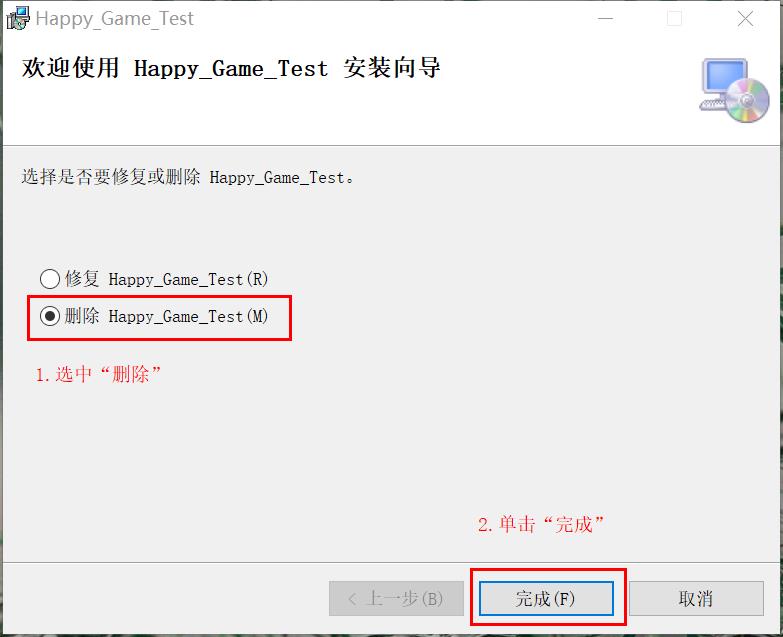 Happy_Game_Test
欢迎使用 Happy_Game_Test 安装向导
选择是否要修复或删除 Happy_Game_Test。
修复 Happy_Game_Test(R)
删除 Happy_Game_Test(M)
1.选中“删除”
2.单击“完成”
< 上一步(B)
完成(F)
取消